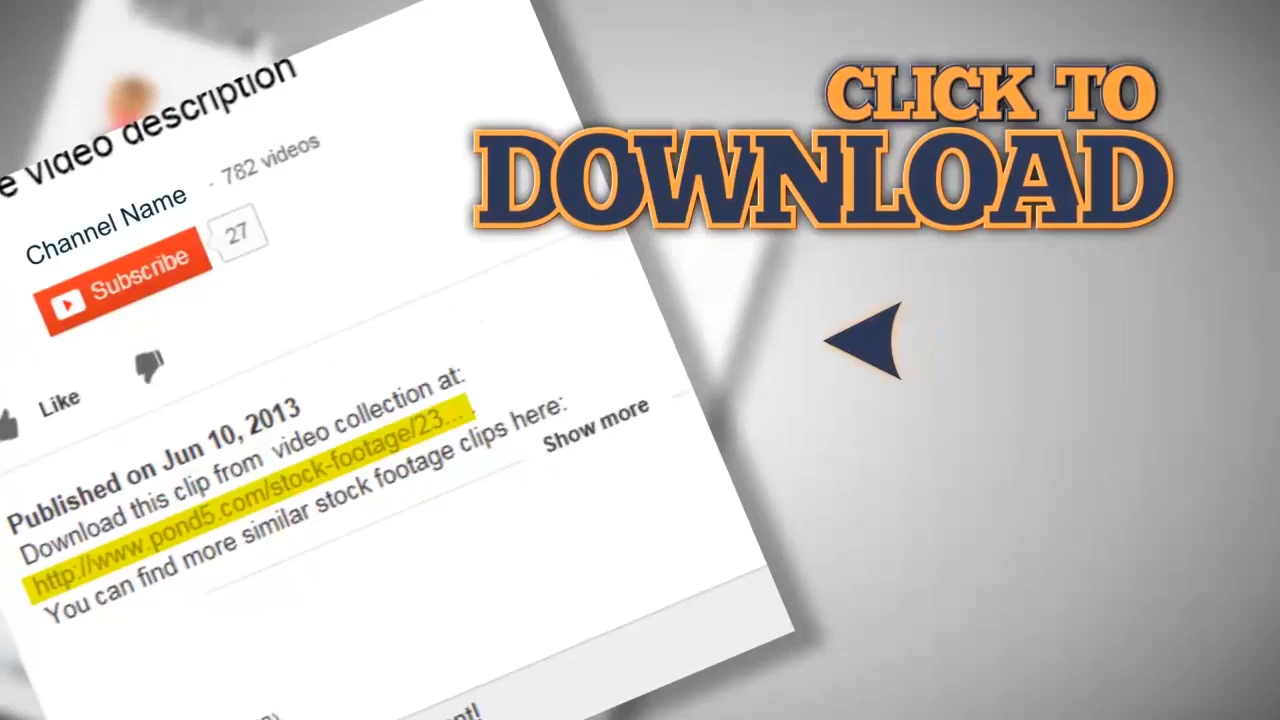 CLICK TO
DOWNLOAD
e video description
Channel Name
· 782 videos
Subscribe
27
Like
Published on Jun 10, 2013
Download this clip from video collection at:
http://www.pond5.com/stock-footage/23... .
You can find more similar stock footage clips here:
Show more